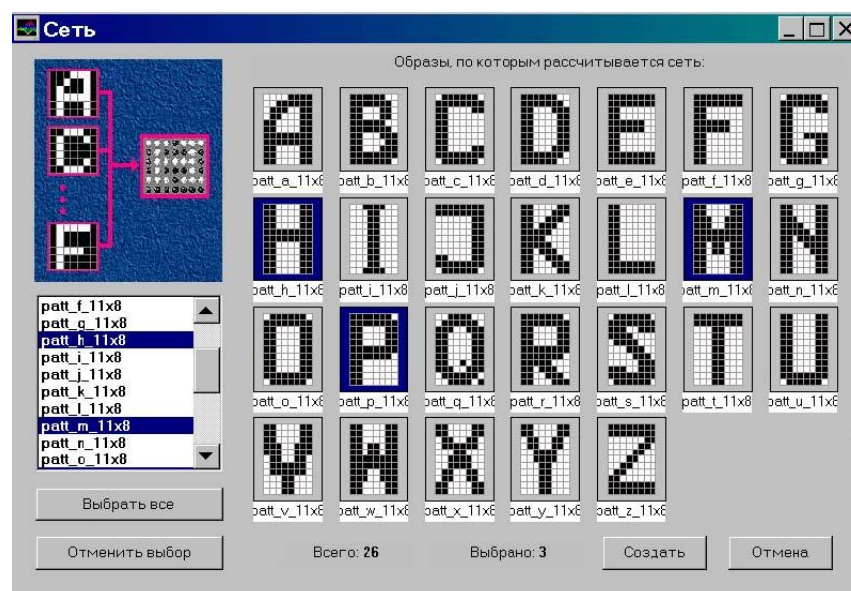 Сеть
Образы, по которым рассчитывается сеть:
patt_a_11x8 patt_b_11x8 patt_c_11x8 patt_d_11x8 patt_e_11x8 patt_f_11x8 patt_g_11x8
patt_h_11x8 patt_i_11x8 patt_j_11x8 patt_k_11x8 patt_l_11x8 patt_m_11x8 patt_n_11x8
patt_o_11x8 patt_p_11x8 patt_q_11x8 patt_r_11x8 patt_s_11x8 patt_t_11x8 patt_u_11x8
patt_v_11x8 patt_w_11x8 patt_x_11x8 patt_y_11x8 patt_z_11x8
patt_f_11x8
patt_g_11x8
patt_h_11x8
patt_i_11x8
patt_j_11x8
patt_k_11x8
patt_l_11x8
patt_m_11x8
patt_n_11x8
patt_o_11x8
Выбрать все
Отменить выбор
Всего: 26
Выбрано: 3
Создать
Отмена